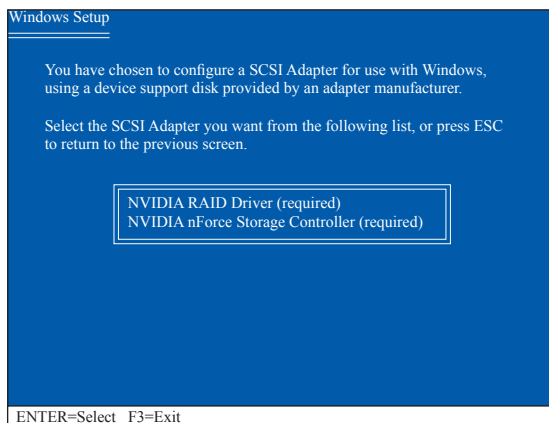 Windows Setup
You have chosen to configure a SCSI Adapter for use with Windows,
using a device support disk provided by an adapter manufacturer.
Select the SCSI Adapter you want from the following list, or press ESC
to return to the previous screen.
NVIDIA RAID Driver (required)
NVIDIA nForce Storage Controller (required)
ENTER=Select F3=Exit